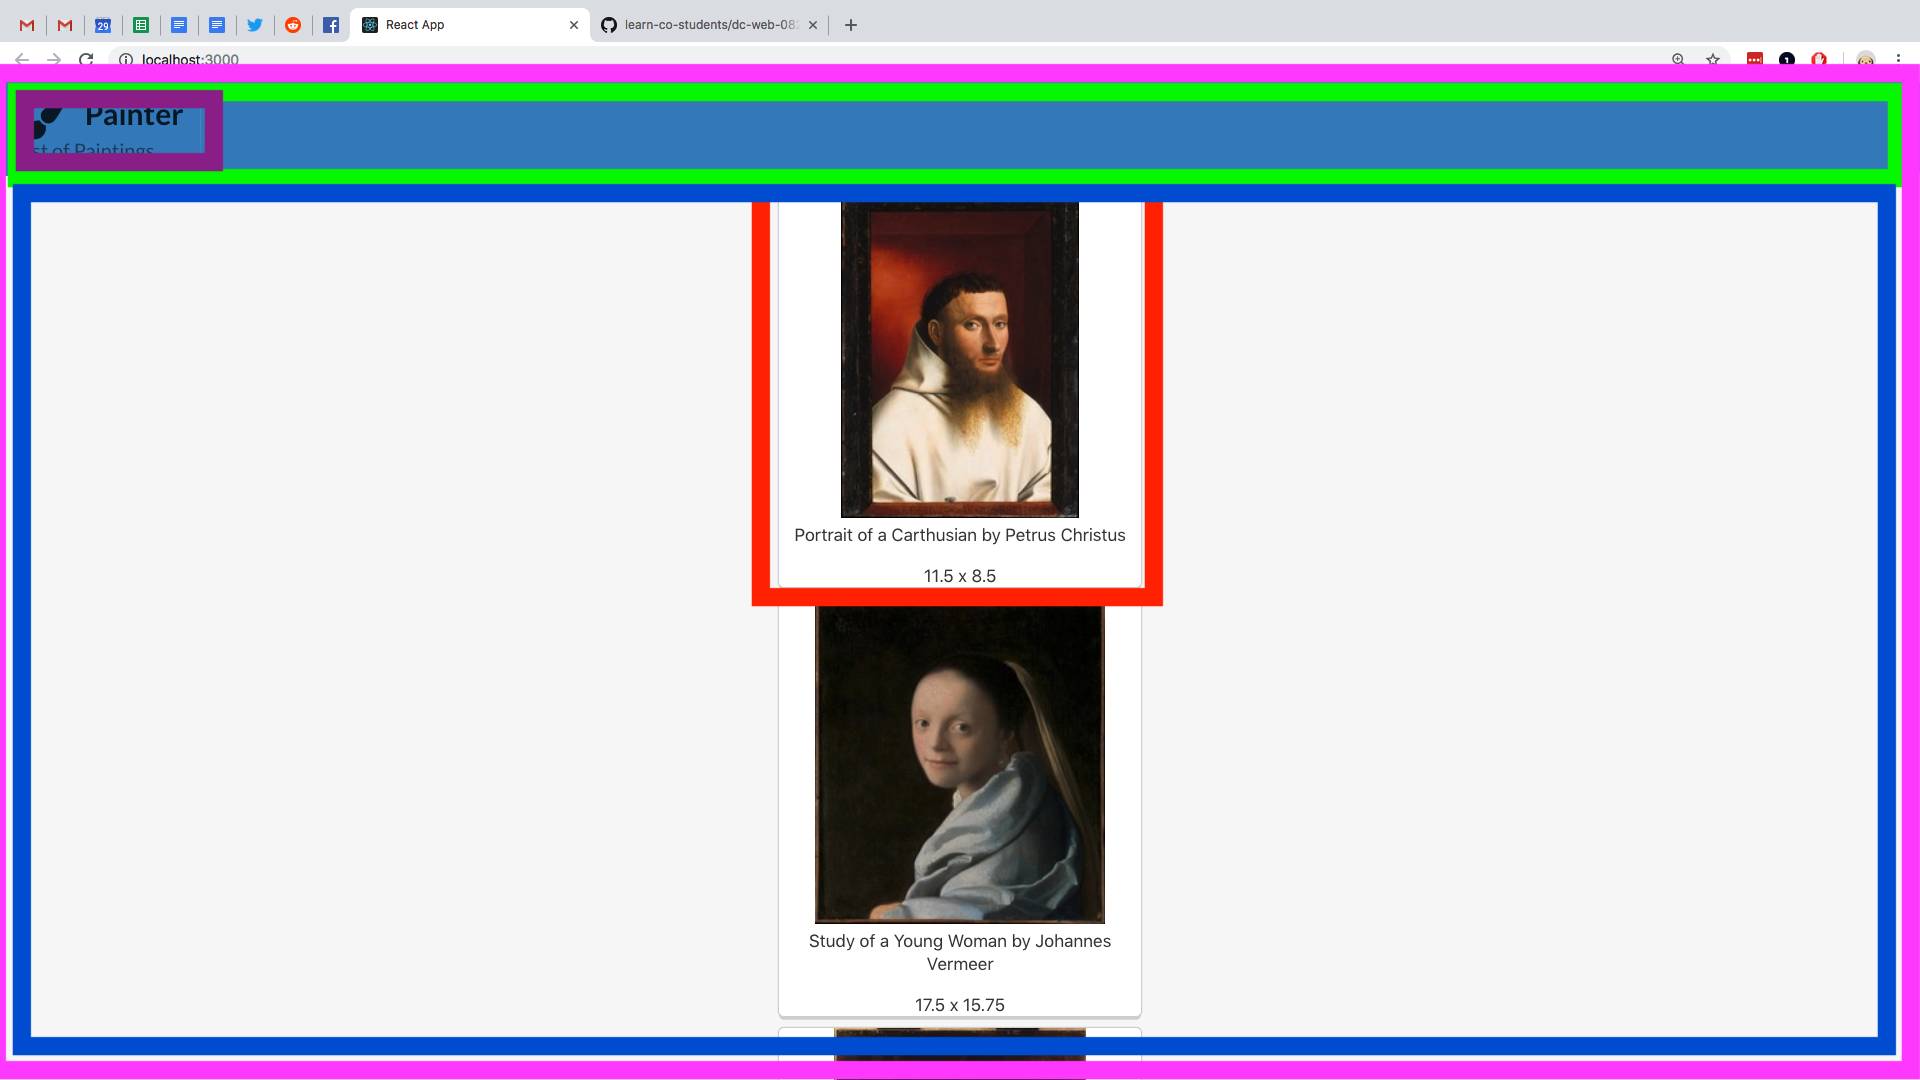 29
React App
learn-co-students/dc-web-08
localhost:3000
Painter
st of Paintings
Portrait of a Carthusian by Petrus Christus
11.5 x 8.5
Study of a Young Woman by Johannes
Vermeer
17.5 x 15.75